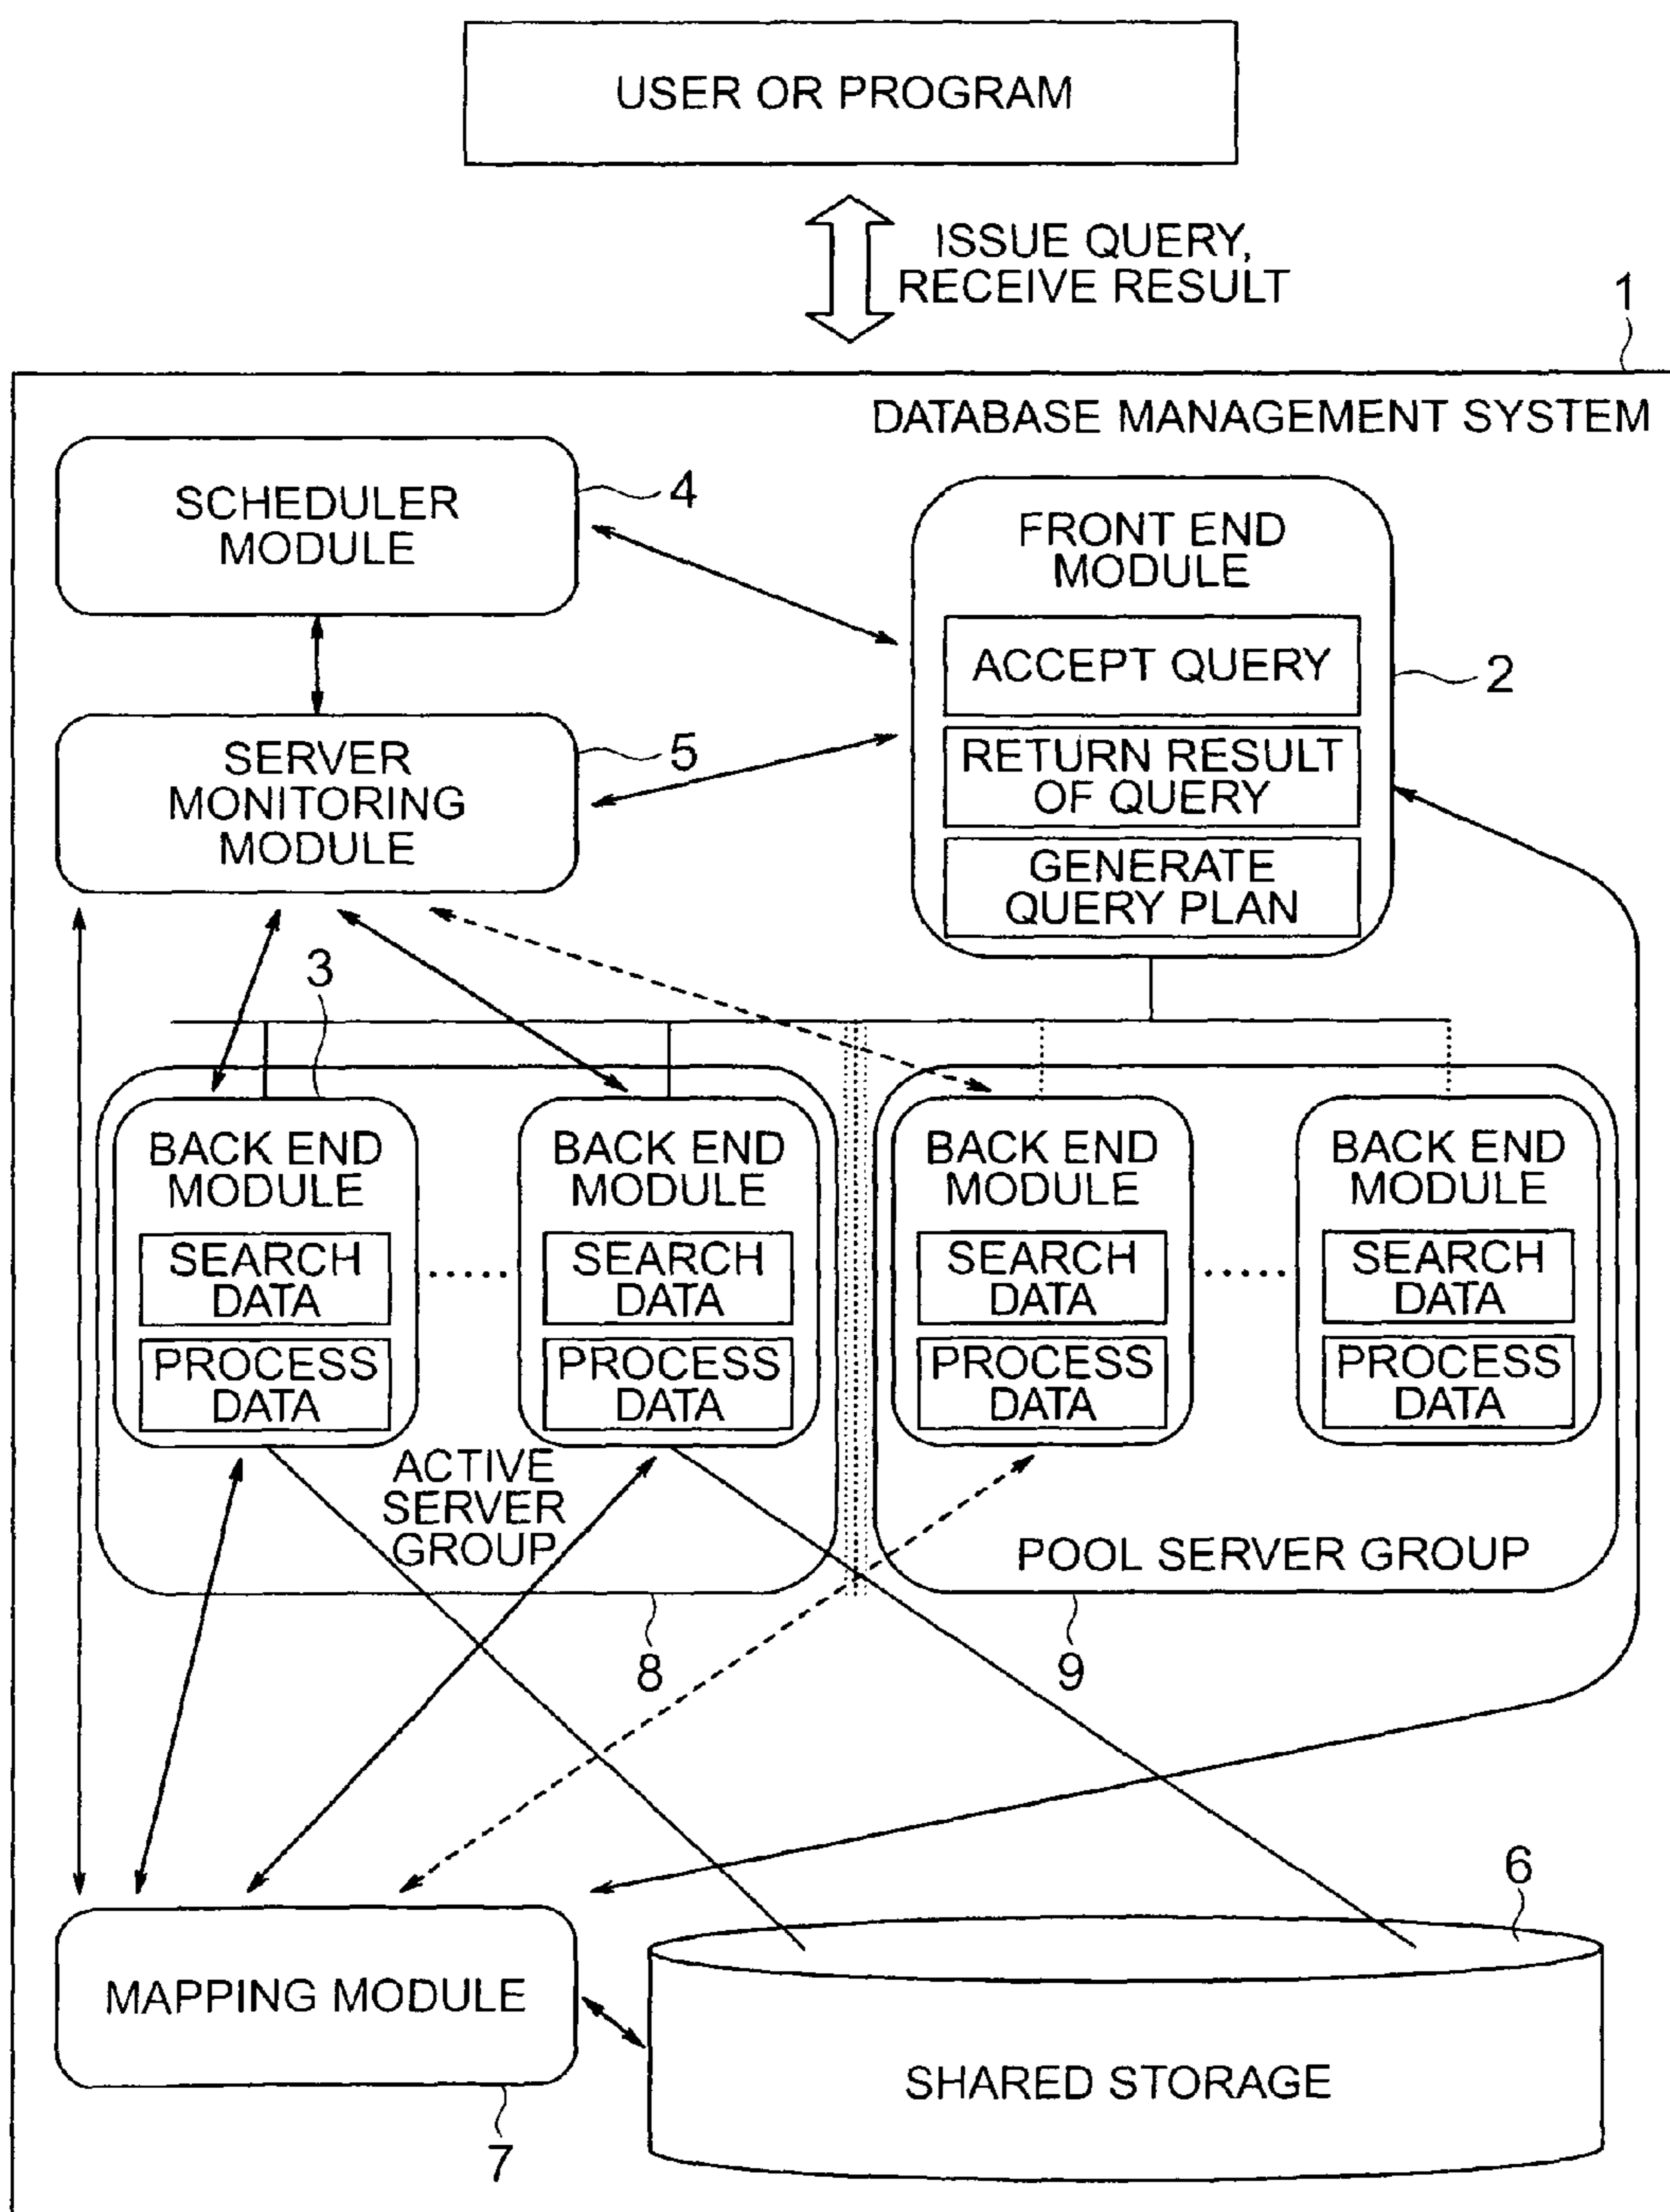 USER OR PROGRAM
ISSUE QUERY,
RECEIVE RESULT
1
DATABASE MANAGEMENT SYSTEM
SCHEDULER
MODULE
4
FRONT END
MODULE
ACCEPT QUERY
2
RETURN RESULT
OF QUERY
GENERATE
QUERY PLAN
SERVER
MONITORING
MODULE
5
3
BACK END
MODULE
SEARCH
DATA
PROCESS
DATA
BACK END
MODULE
SEARCH
DATA
PROCESS
DATA
ACTIVE
SERVER
GROUP
8
BACK END
MODULE
SEARCH
DATA
PROCESS
DATA
BACK END
MODULE
SEARCH
DATA
PROCESS
DATA
POOL SERVER GROUP
9
MAPPING MODULE
7
6
SHARED STORAGE